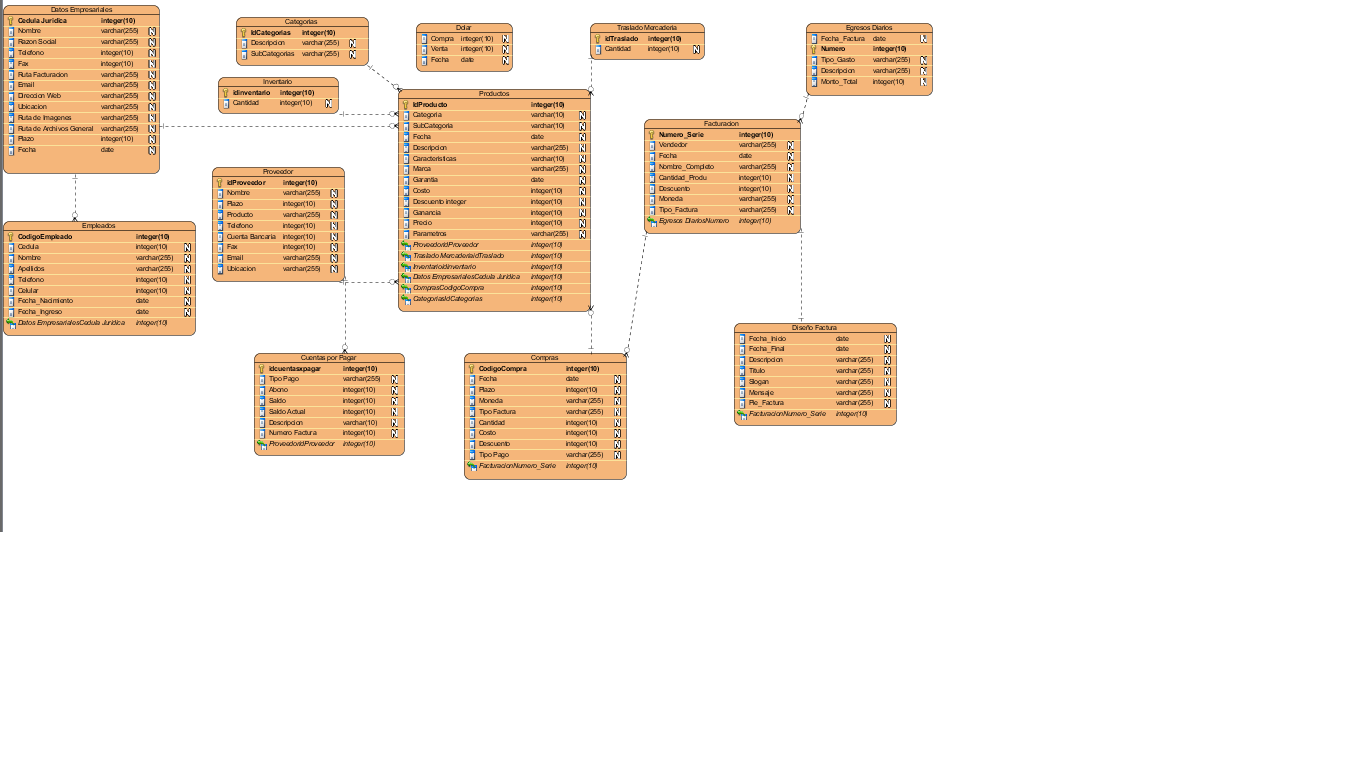 Datos Empresariales
Cedula Juridica integer(10)
Nombre varchar(255) N
Razon Social varchar(255) N
Telefono integer(10) N
Fax integer(10) N
Ruta Facturacion varchar(255) N
Email varchar(255) N
Direccion Web varchar(255) N
Ubicacion varchar(255) N
Ruta de Imagenes varchar(255) N
Ruta de Archivos General varchar(255) N
Plazo integer(10) N
Fecha date N
Categorias
IdCategorias integer(10)
Descripcion varchar(255) N
SubCategorias varchar(255) N
Inventario
idinventario integer(10)
Cantidad integer(10) N
Dolar
Compra integer(10) N
Venta integer(10) N
Fecha date N
Traslado Mercaderia
idTraslado integer(10)
Cantidad integer(10) N
Egresos Diarios
Fecha_Factura date N
Numero integer(10)
Tipo_Gasto varchar(255) N
Descripcion varchar(255) N
Monto_Total integer(10) N
Productos
IdProducto integer(10)
Categoria varchar(10) N
SubCategoria varchar(10) N
Fecha date N
Descripcion varchar(255) N
Caracteristicas varchar(10) N
Marca varchar(255) N
Garantia date N
Costo integer(10) N
Descuento integer integer(10) N
Ganancia integer(10) N
Precio integer(10) N
Parametros varchar(255) N
ProveedoridProveedor integer(10)
Traslado MercaderiaidTraslado integer(10)
Inventarioidinventario integer(10)
Datos EmpresarialesCedula Juridica integer(10)
ComprasCodigoCompra integer(10)
CategoriasIdCategorias integer(10)
Facturacion
Numero_Serie integer(10)
Vendedor varchar(255) N
Fecha date N
Nombre_Completo varchar(255) N
Cantidad_Produ integer(10) N
Descuento integer(10) N
Moneda varchar(255) N
Tipo_Factura varchar(255) N
Egresos DiariosNumero integer(10)
Proveedor
idProveedor integer(10)
Nombre varchar(255) N
Plazo integer(10) N
Producto varchar(255) N
Telefono integer(10) N
Cuenta Bancaria integer(10) N
Fax integer(10) N
Email varchar(255) N
Ubicacion varchar(255) N
Empleados
CodigoEmpleado integer(10)
Cedula integer(10) N
Nombre varchar(255) N
Apellidos varchar(255) N
Telefono integer(10) N
Celular integer(10) N
Fecha_Nacimiento date N
Fecha_Ingreso date N
Datos EmpresarialesCedula Juridica integer(10)
Cuentas por Pagar
idcuentasxpagar integer(10)
Tipo Pago varchar(255) N
Abono integer(10) N
Saldo integer(10) N
Saldo Actual integer(10) N
Descripcion varchar(10) N
Numero Factura integer(10) N
ProveedoridProveedor integer(10)
Compras
CodigoCompra integer(10)
Fecha date N
Plazo integer(10) N
Moneda varchar(255) N
Tipo Factura varchar(255) N
Cantidad integer(10) N
Costo integer(10) N
Descuento integer(10) N
Tipo Pago varchar(255) N
FacturacionNumero_Serie integer(10)
Diseño Factura
Fecha_Inicio date N
Fecha_Final date N
Descripcion varchar(255) N
Titulo varchar(255) N
Slogan varchar(255) N
Mensaje varchar(255) N
Pie_Factura varchar(255) N
FacturacionNumero_Serie integer(10)